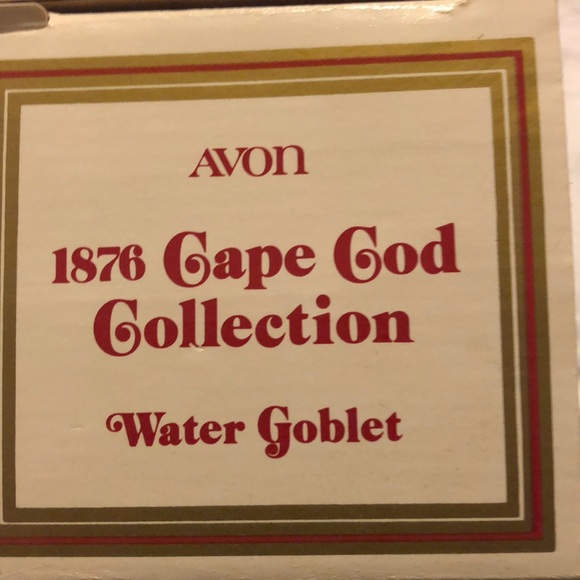 AVON
1876 Cape Cod
Collection
Water Goblet